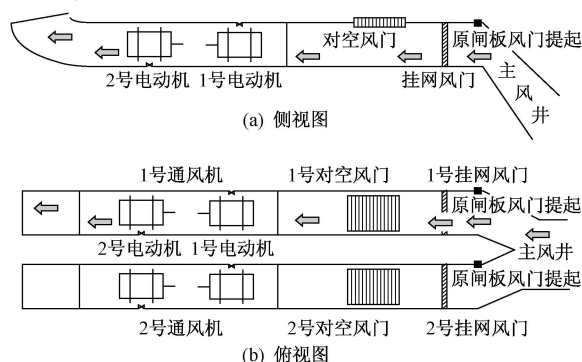 对空风门
原闸板风门提起
2号电动机
1号电动机
挂网风门
主
风
井
(a) 侧视图
1号通风机
1号对空风门
1号挂网风门
原闸板风门提起
2号电动机
1号电动机
主风井
原闸板风门提起
2号通风机
2号对空风门
2号挂网风门
(b) 俯视图